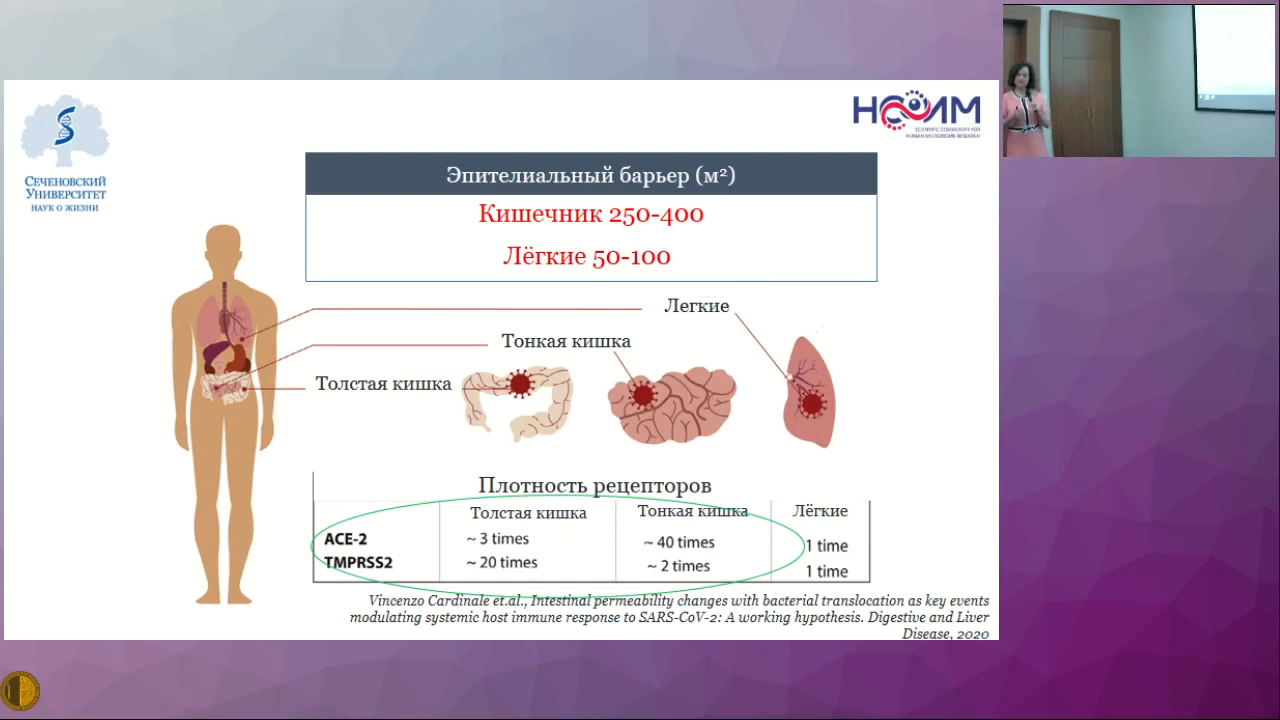 СЕЧЕНОВСКИЙ
УНИВЕРСИТЕТ
НАУК О ЖИЗНИ
НСОИМ
SCIENTIFIC COMMUNITY FOR
HUMAN MICROBIOME RESEARCH
Эпителиальный барьер (м²)
Кишечник 250-400
Лёгкие 50-100
Легкие
Тонкая кишка
Толстая кишка
Плотность рецепторов
Толстая кишка Тонкая кишка Лёгкие
ACE-2 ~ 3 times ~ 40 times 1 time
TMPRSS2 ~ 20 times ~ 2 times 1 time
Vincenzo Cardinale et.al., Intestinal permeability changes with bacterial translocation as key events
modulating systemic host immune response to SARS-CoV-2: A working hypothesis. Digestive and Liver
Disease, 2020